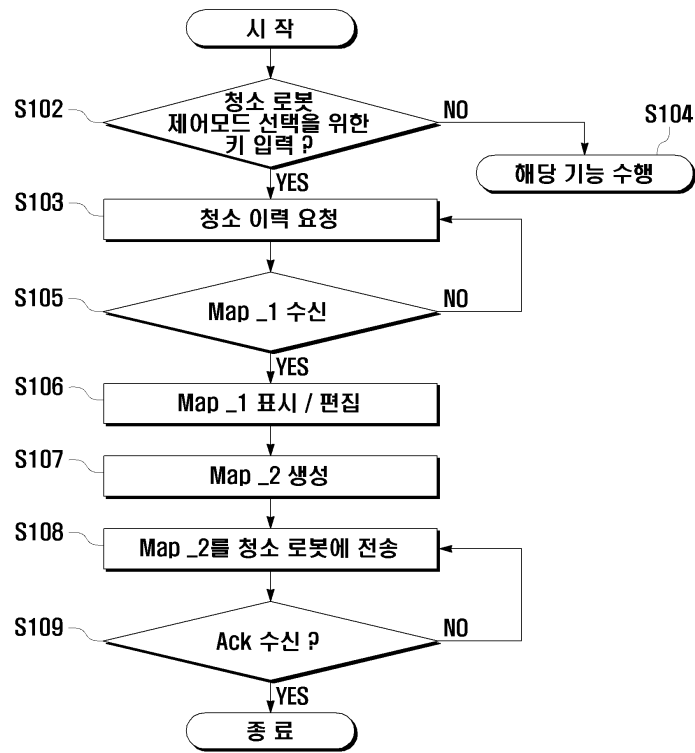 시 작
S102
청소 로봇
제어모드 선택을 위한
키 입력 ?
NO
S104
해당 기능 수행
YES
S103
청소 이력 요청
S105
Map _1 수신
NO
YES
S106
Map _1 표시 / 편집
S107
Map _2 생성
S108
Map _2를 청소 로봇에 전송
S109
Ack 수신 ?
NO
YES
종 료